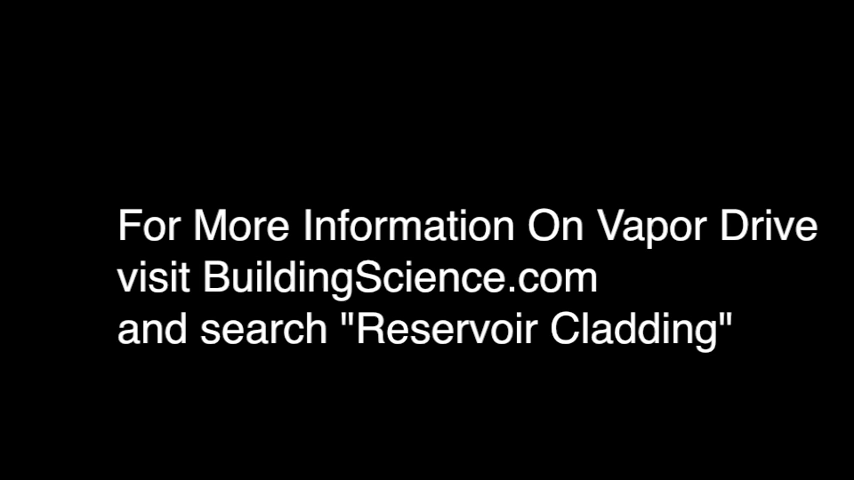 For More Information On Vapor Drive
visit BuildingScience.com
and search "Reservoir Cladding"